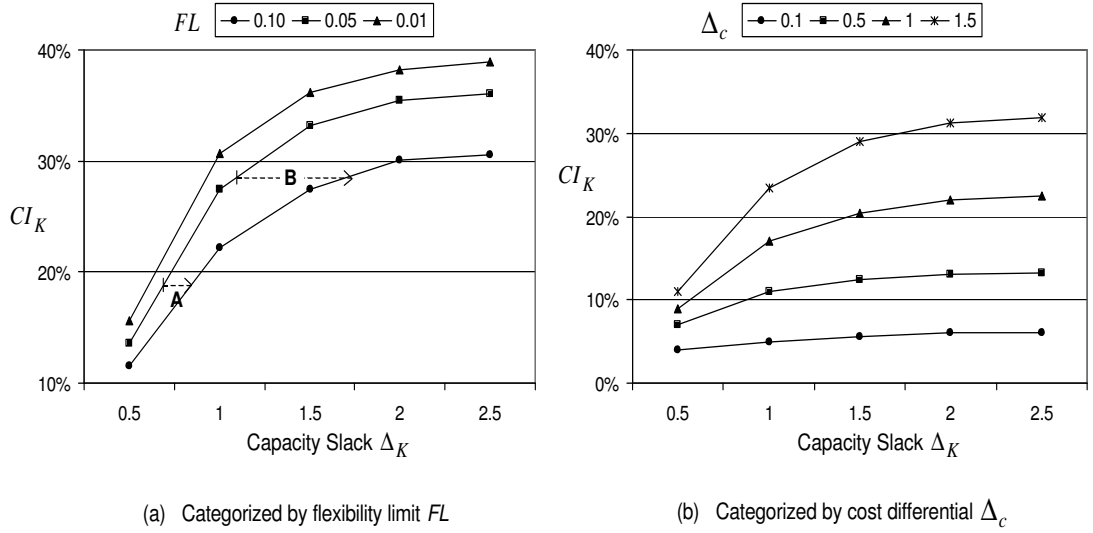 FL 0.10 0.05 0.01
40%
30%
20%
10%
CI_K
A
B
0.5 1 1.5 2 2.5
Capacity Slack Δ_K
(a) Categorized by flexibility limit FL
Δ_c 0.1 0.5 1 1.5
40%
30%
20%
10%
0%
CI_K
0.5 1 1.5 2 2.5
Capacity Slack Δ_K
(b) Categorized by cost differential Δ_c